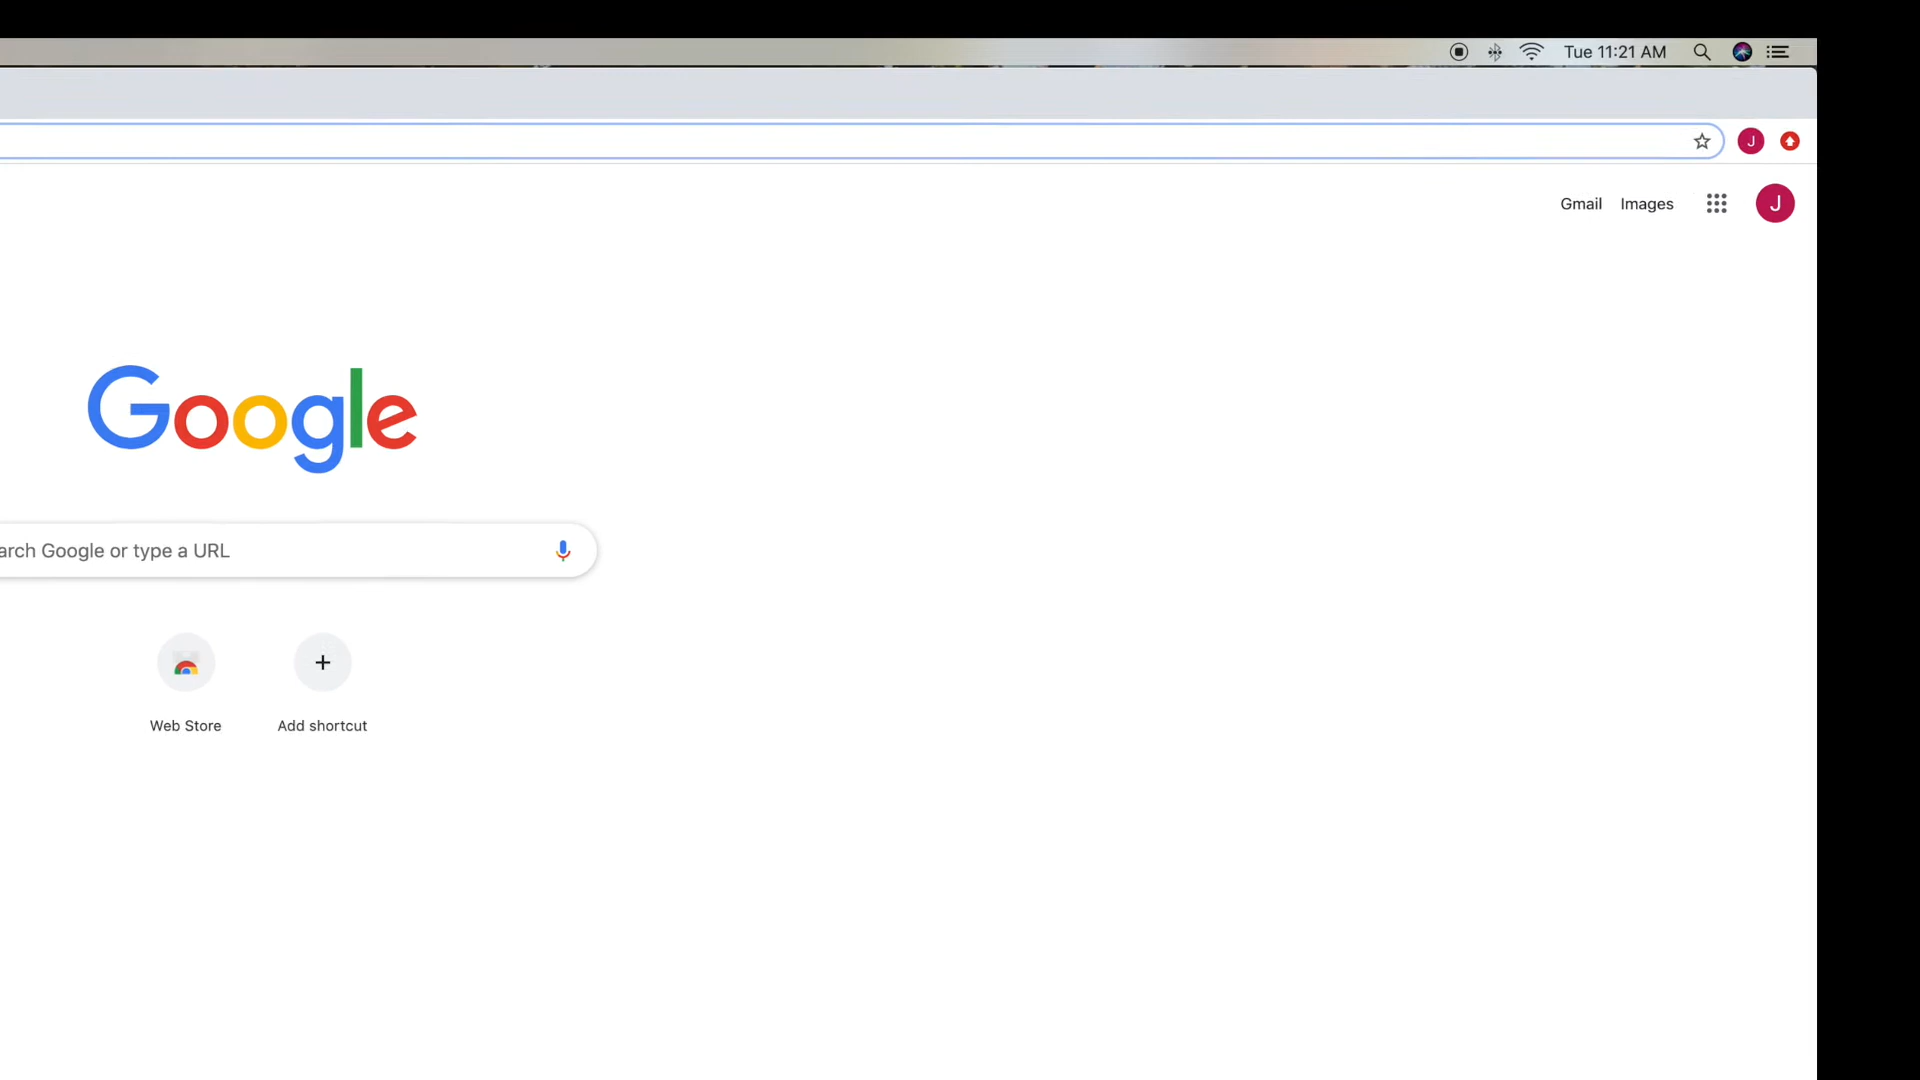 Tue 11:21 AM
J
Gmail Images J
Google
arch Google or type a URL
Web Store Add shortcut